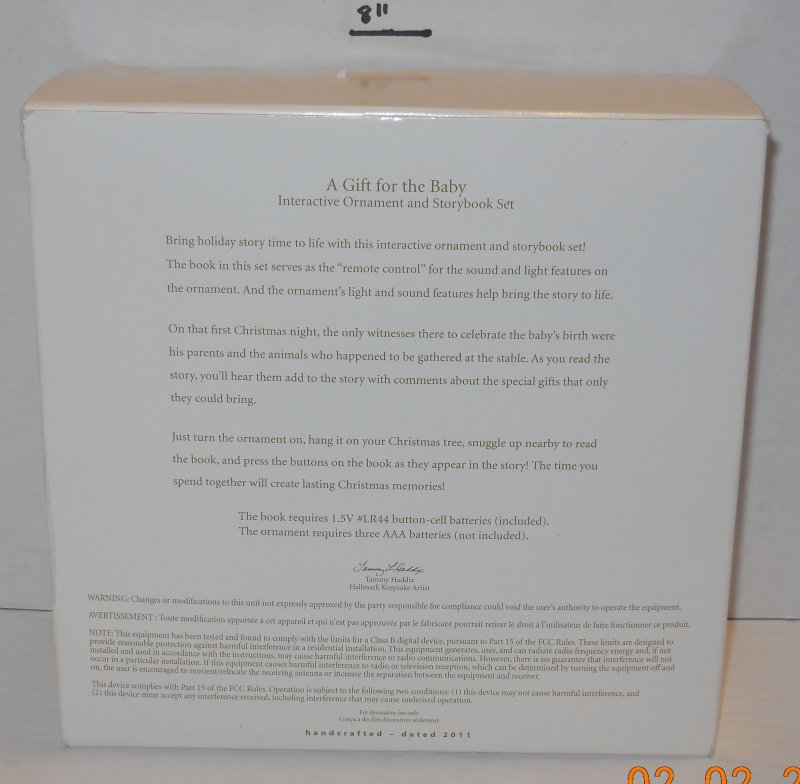 8"
A Gift for the Baby
Interactive Ornament and Storybook Set
Bring holiday story time to life with this interactive ornament and storybook set!
The book in this set serves as the "remote control" for the sound and light features on
the ornament. And the ornament's light and sound features help bring the story to life.
On that first Christmas night, the only witnesses there to celebrate the baby's birth were
his parents and the animals who happened to be gathered at the stable. As you read the
story, you'll hear them add to the story with comments about the special gifts that only
they could bring.
Just turn the ornament on, hang it on your Christmas tree, snuggle up nearby to read
the book, and press the buttons on the book as they appear in the story! The time you
spend together will create lasting Christmas memories!
The book requires 1.5V #LR44 button-cell batteries (included).
The ornament requires three AAA batteries (not included).
Tammy L Haddix
Tammy Haddix
Hallmark Keepsake Artist
WARNING: Changes or modifications to this unit not expressly approved by the party responsible for compliance could void the user's authority to operate the equipment.
AVERTISSEMENT : Toute modification apportée à cet appareil et qui n'est pas approuvée par le fabricant pourrait retirer le droit à l'utilisateur de faire fonctionner ce produit.
NOTE: This equipment has been tested and found to comply with the limits for a Class B digital device, pursuant to Part 15 of the FCC Rules. These limits are designed to
provide reasonable protection against harmful interference in a residential installation. This equipment generates, uses, and can radiate radio frequency energy and, if not
installed and used in accordance with the instructions, may cause harmful interference to radio communications. However, there is no guarantee that interference will not
occur in a particular installation. If this equipment causes harmful interference to radio or television reception, which can be determined by turning the equipment off and
on, the user is encouraged to reorient/relocate the receiving antenna or increase the separation between the equipment and receiver.
This device complies with Part 15 of the FCC Rules. Operation is subject to the following two conditions: (1) this device may not cause harmful interference, and
(2) this device must accept any interference received, including interference that may cause undesired operation.
For decorative use only.
Conçu à des fins décoratives seulement.
handcrafted – dated 2011